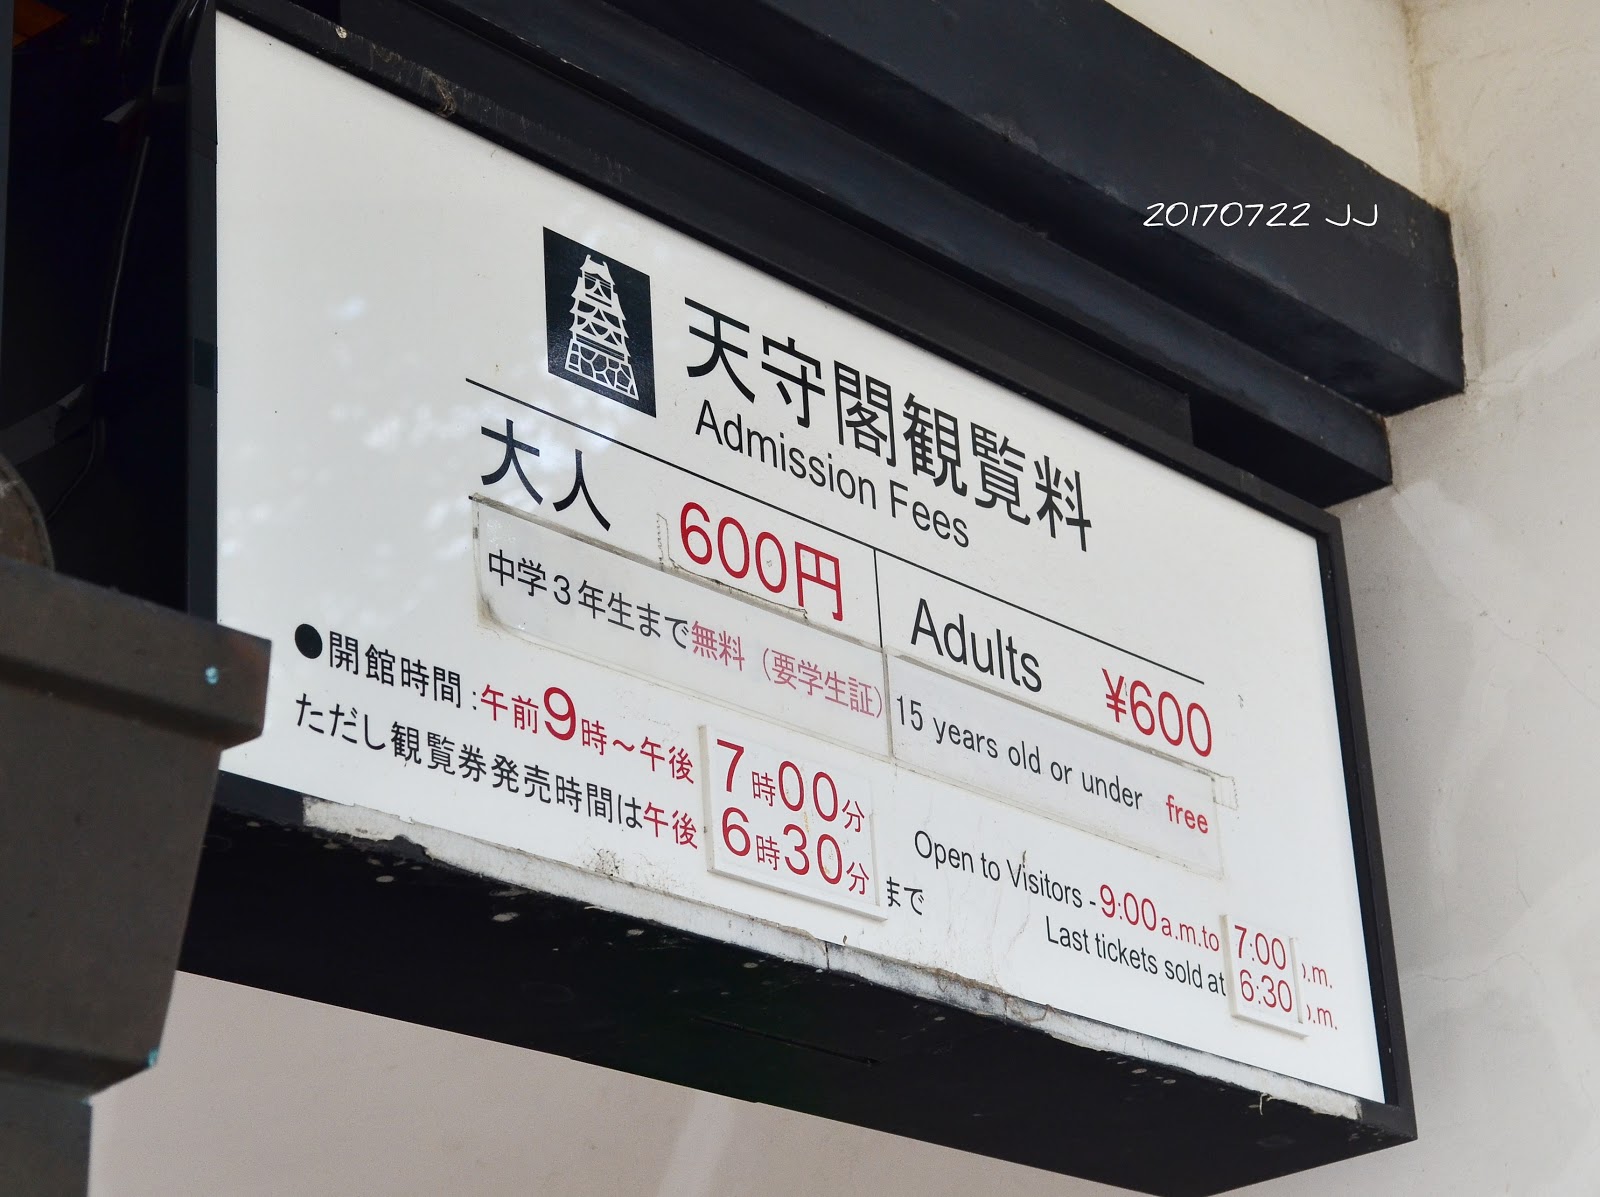 20170722 JJ
天守閣観覧料
Admission Fees
大人 600円
中学3年生まで無料（要学生証）
Adults ¥600
15 years old or under free
●開館時間:午前9時～午後7時00分
ただし観覧券発売時間は午後6時30分まで
Open to Visitors - 9:00a.m.to 7:00 p.m.
Last tickets sold at 6:30 p.m.